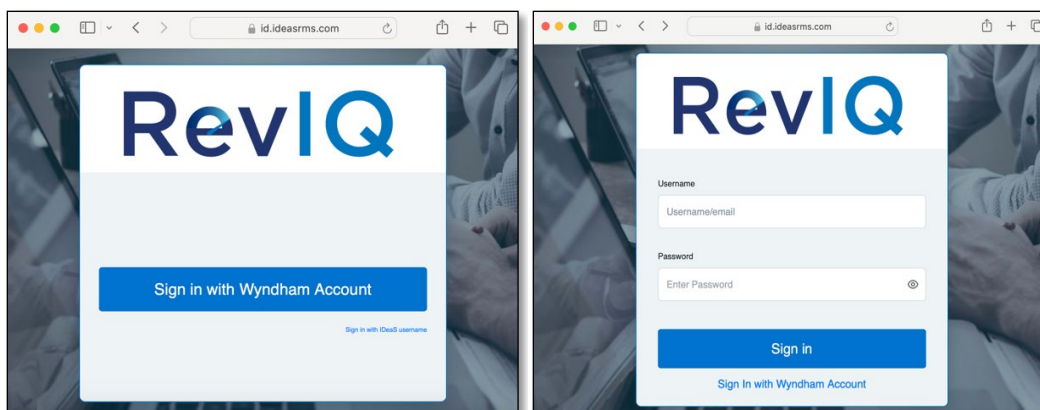 id.ideasrms.com
RevIQ
Sign in with Wyndham Account
Sign in with IDeaS username
id.ideasrms.com
RevIQ
Username
Username/email
Password
Enter Password
Sign in
Sign In with Wyndham Account